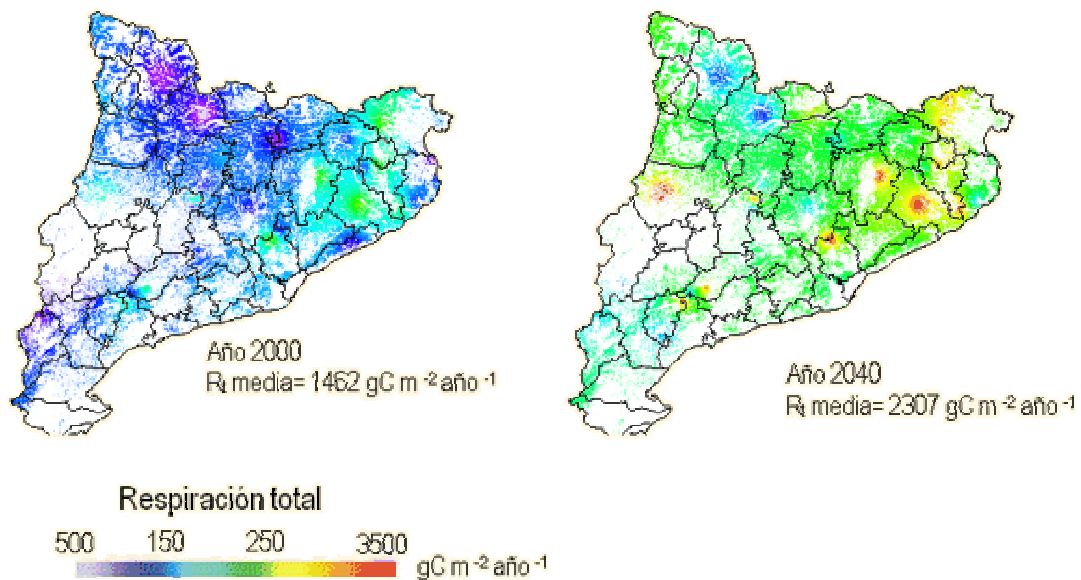 Año 2000
Rt media= 1462 gC m -2 año -1
Año 2040
Rt media= 2307 gC m -2 año -1
Respiración total
500 150 250 3500 gC m -2 año -1